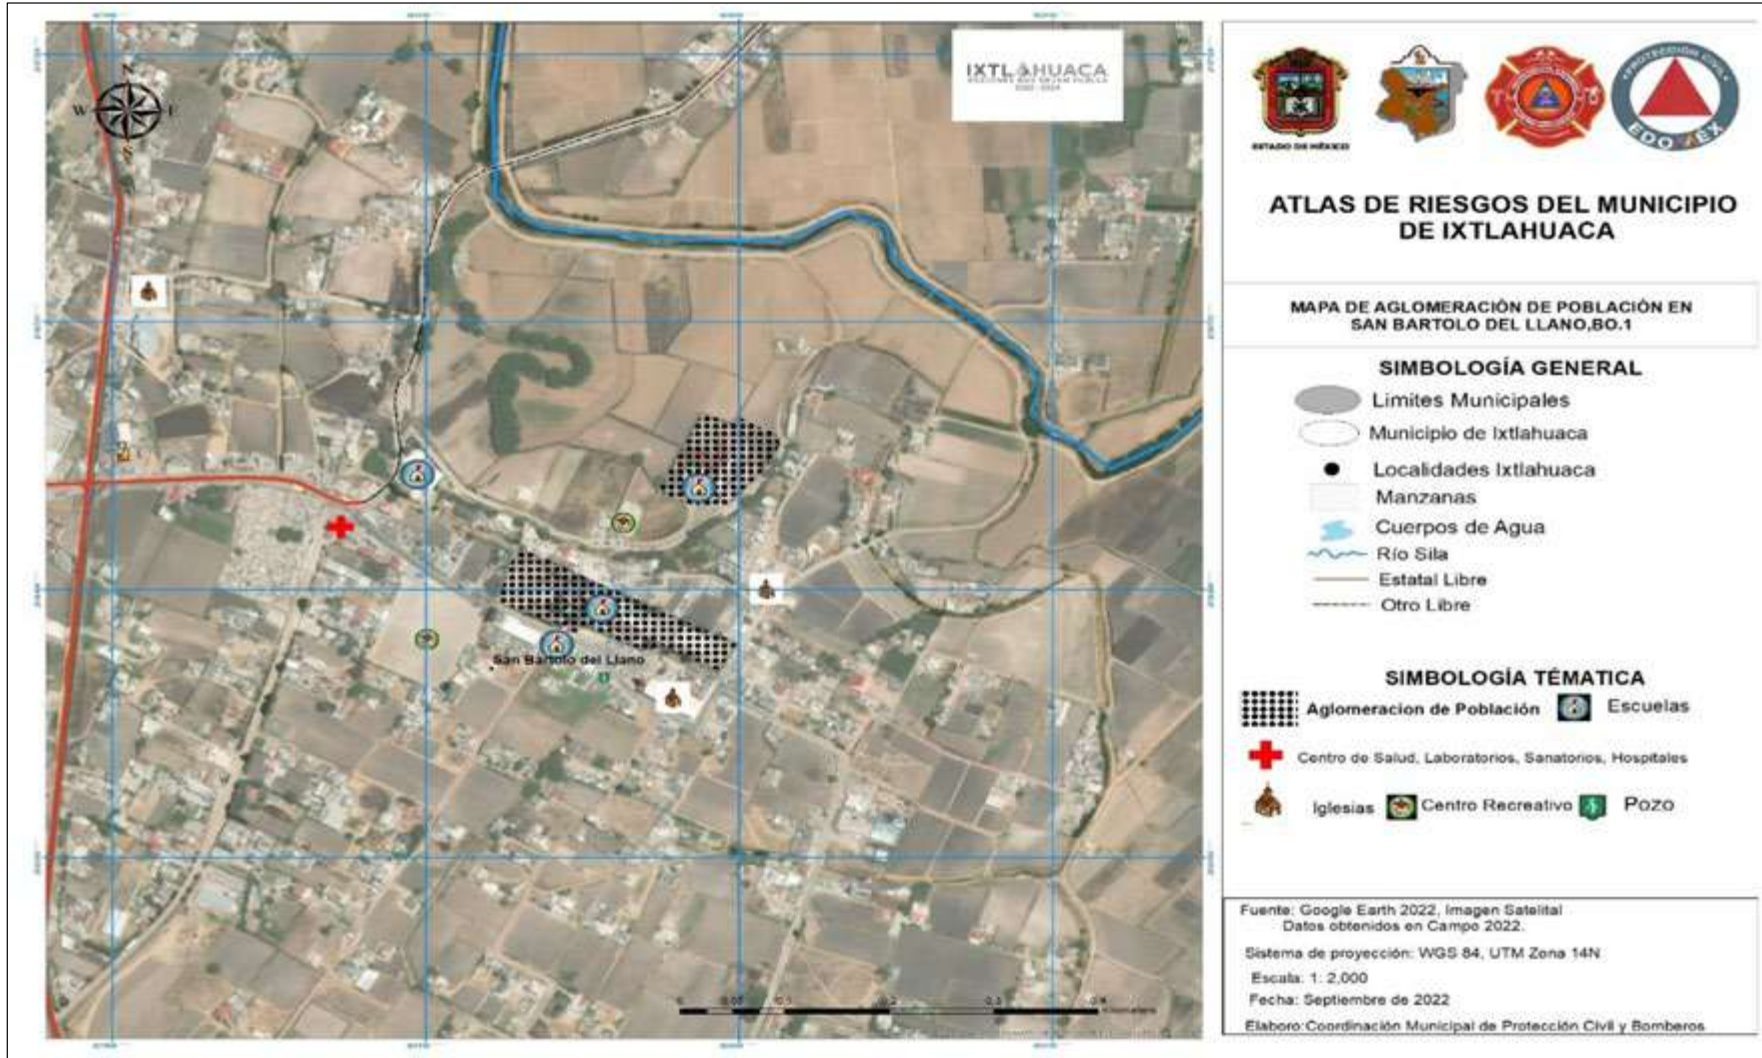 IXTLAHUACA
N
W
ESTADO DE MÉXICO
PROTECCIÓN CIVIL
EDOMÉX
ATLAS DE RIESGOS DEL MUNICIPIO
DE IXTLAHUACA
MAPA DE AGLOMERACIÓN DE POBLACIÓN EN
SAN BARTOLO DEL LLANO,BO.1
SIMBOLOGÍA GENERAL
Limites Municipales
Municipio de Ixtlahuaca
Localidades Ixtlahuaca
Manzanas
Cuerpos de Agua
Río Sila
Estatal Libre
Otro Libre
SIMBOLOGÍA TÉMATICA
Aglomeracion de Población
Escuelas
Centro de Salud, Laboratorios, Sanatorios, Hospitales
Iglesias
Centro Recreativo
Pozo
San Bartolo del Llano
Fuente: Google Earth 2022, Imagen Satelital
Datos obtenidos en Campo 2022.
Sistema de proyección: WGS 84, UTM Zona 14N
Escala: 1: 2,000
Fecha: Septiembre de 2022
Elaboro:Coordinación Municipal de Protección Civil y Bomberos